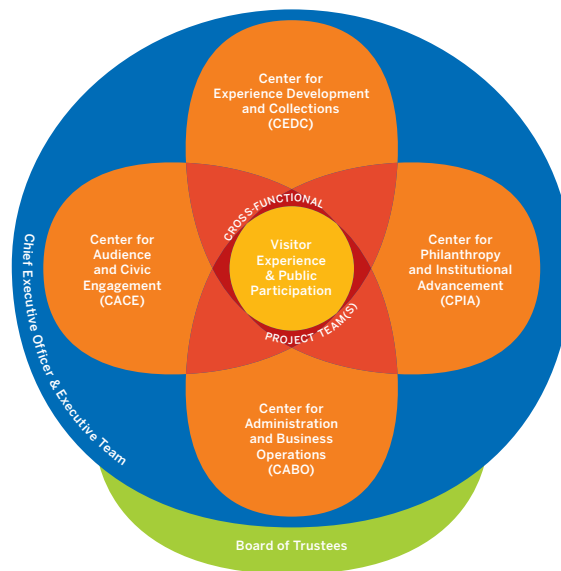 Center for
Experience Development
and Collections
(CEDC)
CROSS-FUNCTIONAL
Center for
Audience
and Civic
Engagement
(CACE)
Visitor
Experience
& Public
Participation
Center for
Philanthropy
and Institutional
Advancement
(CPIA)
PROJECT TEAM(S)
Chief Executive Officer & Executive Team
Center for
Administration
and Business
Operations
(CABO)
Board of Trustees